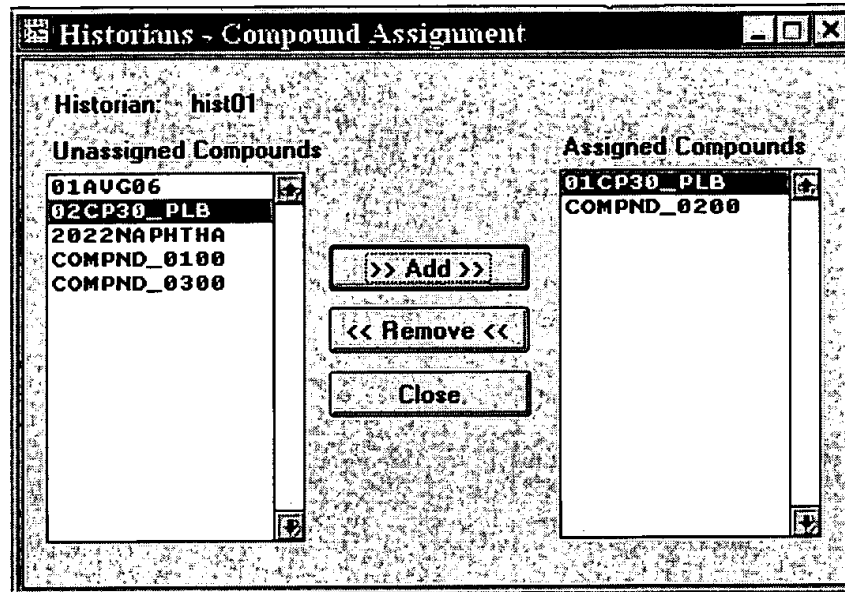 Historians - Compound Assignment
Historian: hist01
Unassigned Compounds
01AVG06
02CP30_PLB
2022NAPHTHA
COMPND_0100
COMPND_0300
>> Add >>
<< Remove <<
Close
Assigned Compounds
01CP30_PLB
COMPND_0200